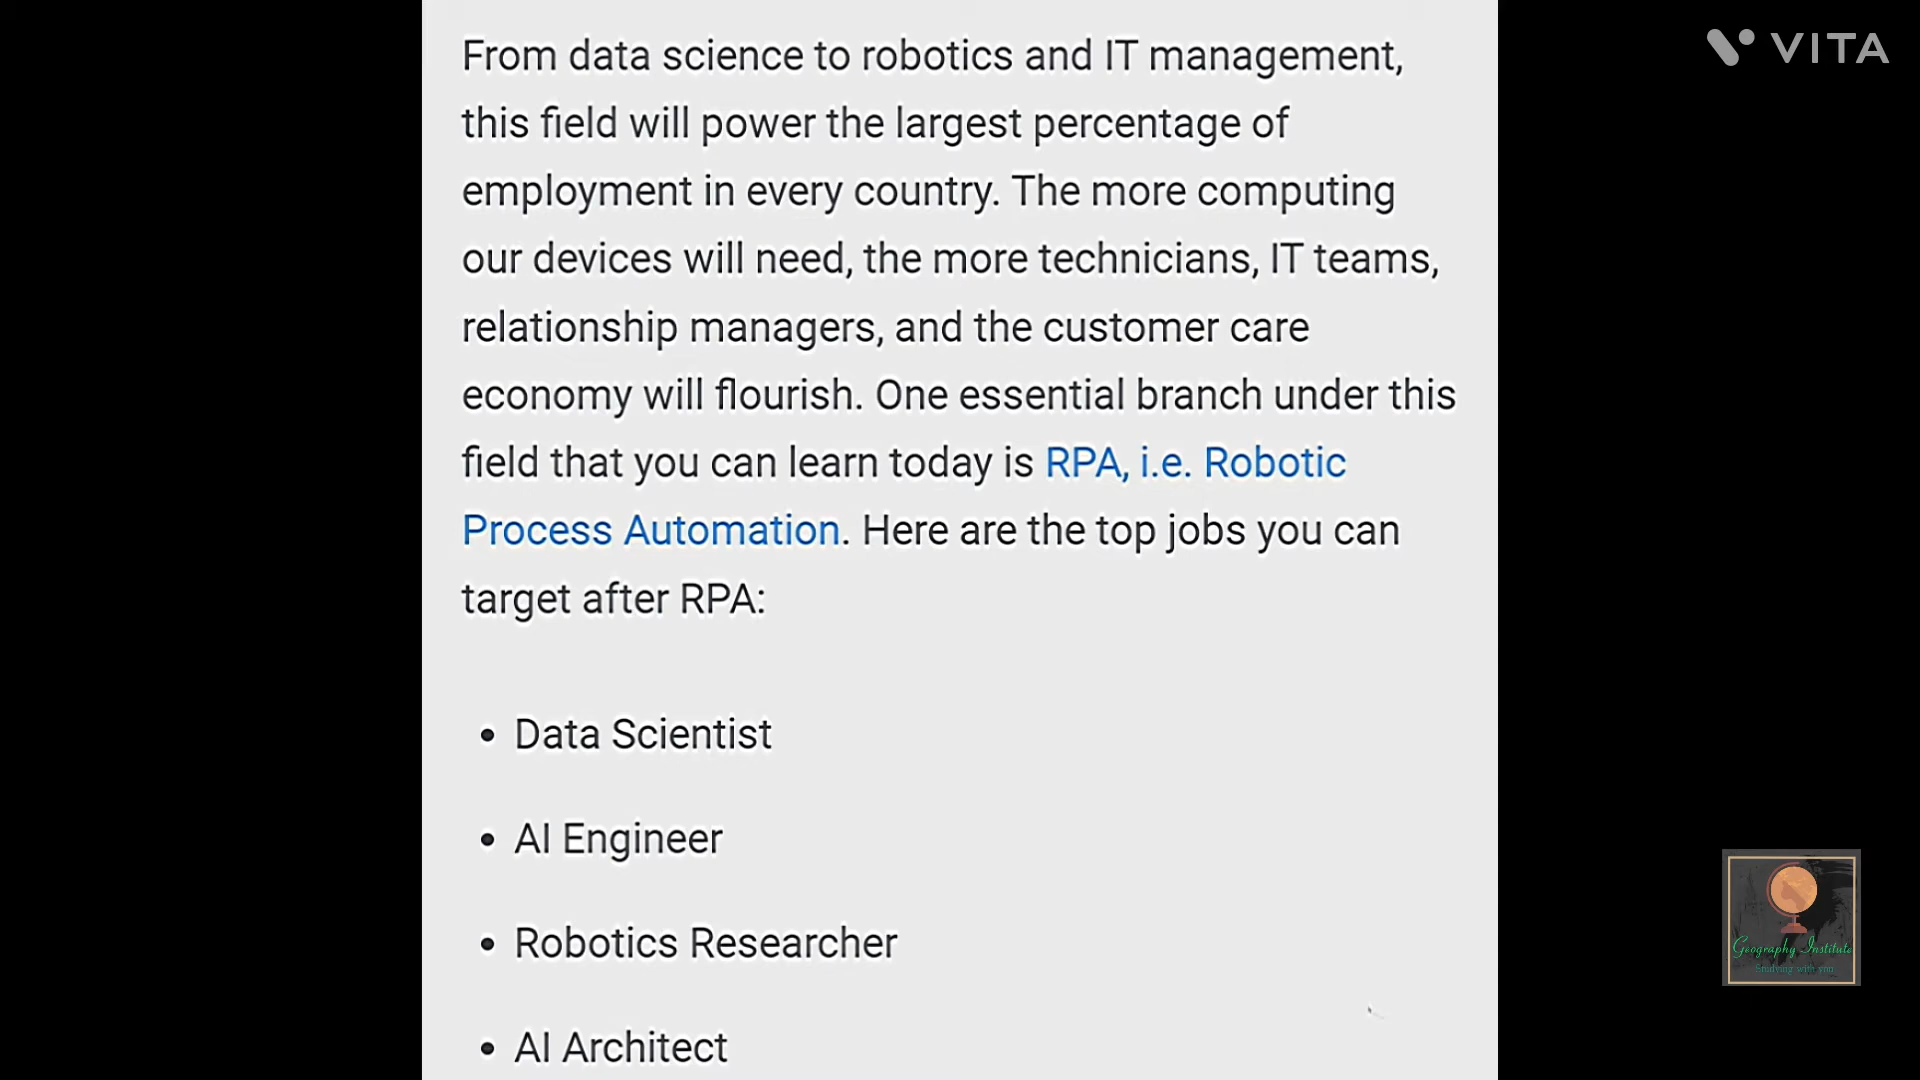 From data science to robotics and IT management,
this field will power the largest percentage of
employment in every country. The more computing
our devices will need, the more technicians, IT teams,
relationship managers, and the customer care
economy will flourish. One essential branch under this
field that you can learn today is RPA, i.e. Robotic
Process Automation. Here are the top jobs you can
target after RPA:
• Data Scientist
• AI Engineer
• Robotics Researcher
• AI Architect
VITA
Geography Institute
Studying with you